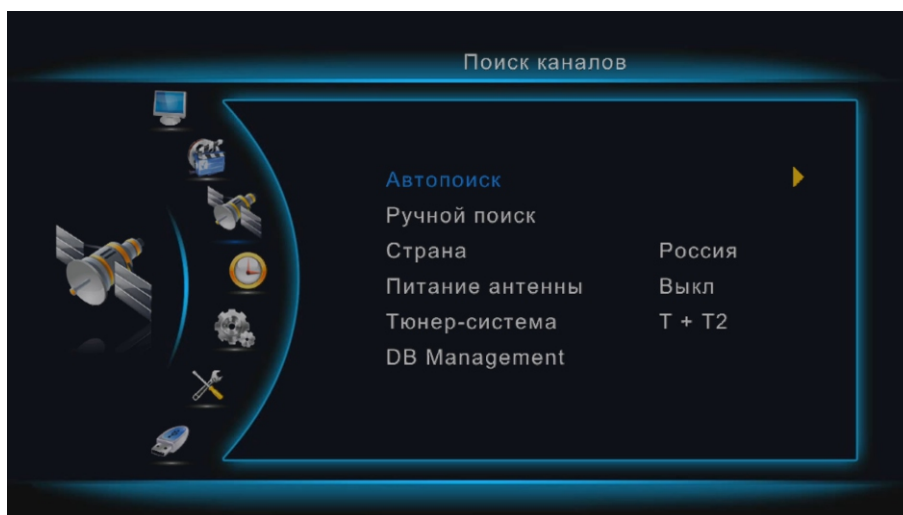 Поиск каналов
Автопоиск
Ручной поиск
Страна Россия
Питание антенны Выкл
Тюнер-система T + T2
DB Management